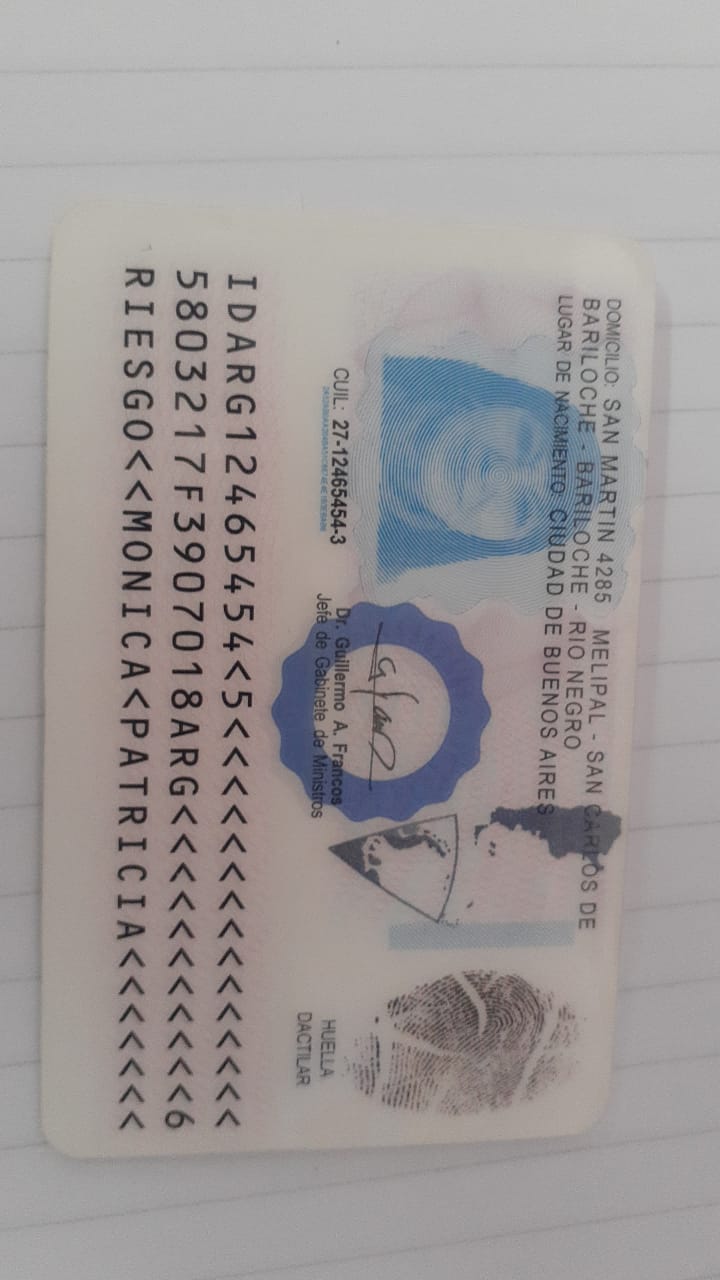 DOMICILIO: SAN MARTIN 4285 MELIPAL - SAN CARLOS DE
BARILOCHE - BARILOCHE - RIO NEGRO
LUGAR DE NACIMIENTO: CIUDAD DE BUENOS AIRES
CUIL: 27-12465454-3
Dr. Guillermo A. Francos
Jefe de Gabinete de Ministros
HUELLA
DACTILAR
IDARG12465454<5<<<<<<<<<<<<<<<
5803217F3907018ARG<<<<<<<<<<<6
RIESGO<<MONICA<PATRICIA<<<<<<<